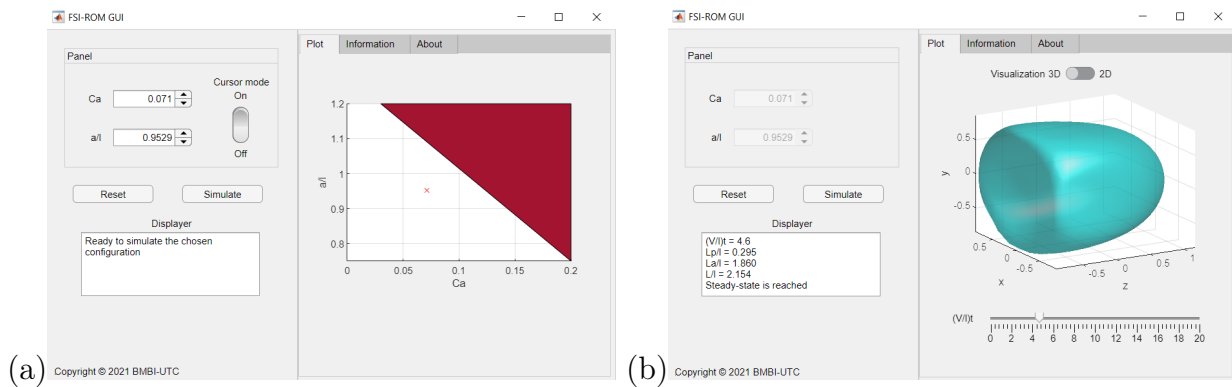 FSI-ROM GUI
Panel
Ca 0.071
a/l 0.9529
Cursor mode
On
Off
Reset Simulate
Displayer
Ready to simulate the chosen
configuration
Copyright © 2021 BMBI-UTC
Plot Information About
1.2
1.1
1
0.9
0.8
a/l
0 0.05 0.1 0.15 0.2
Ca
(a)
FSI-ROM GUI
Panel
Ca 0.071
a/l 0.9529
Reset Simulate
Displayer
(V/l)t = 4.6
Lp/l = 0.295
La/l = 1.860
L/l = 2.154
Steady-state is reached
Copyright © 2021 BMBI-UTC
Plot Information About
Visualization 3D 2D
0.5
0
-0.5
y
0.5 0 -0.5
x
-0.5 0 0.5 1
z
(V/l)t
0 2 4 6 8 10 12 14 16 18 20
(b)